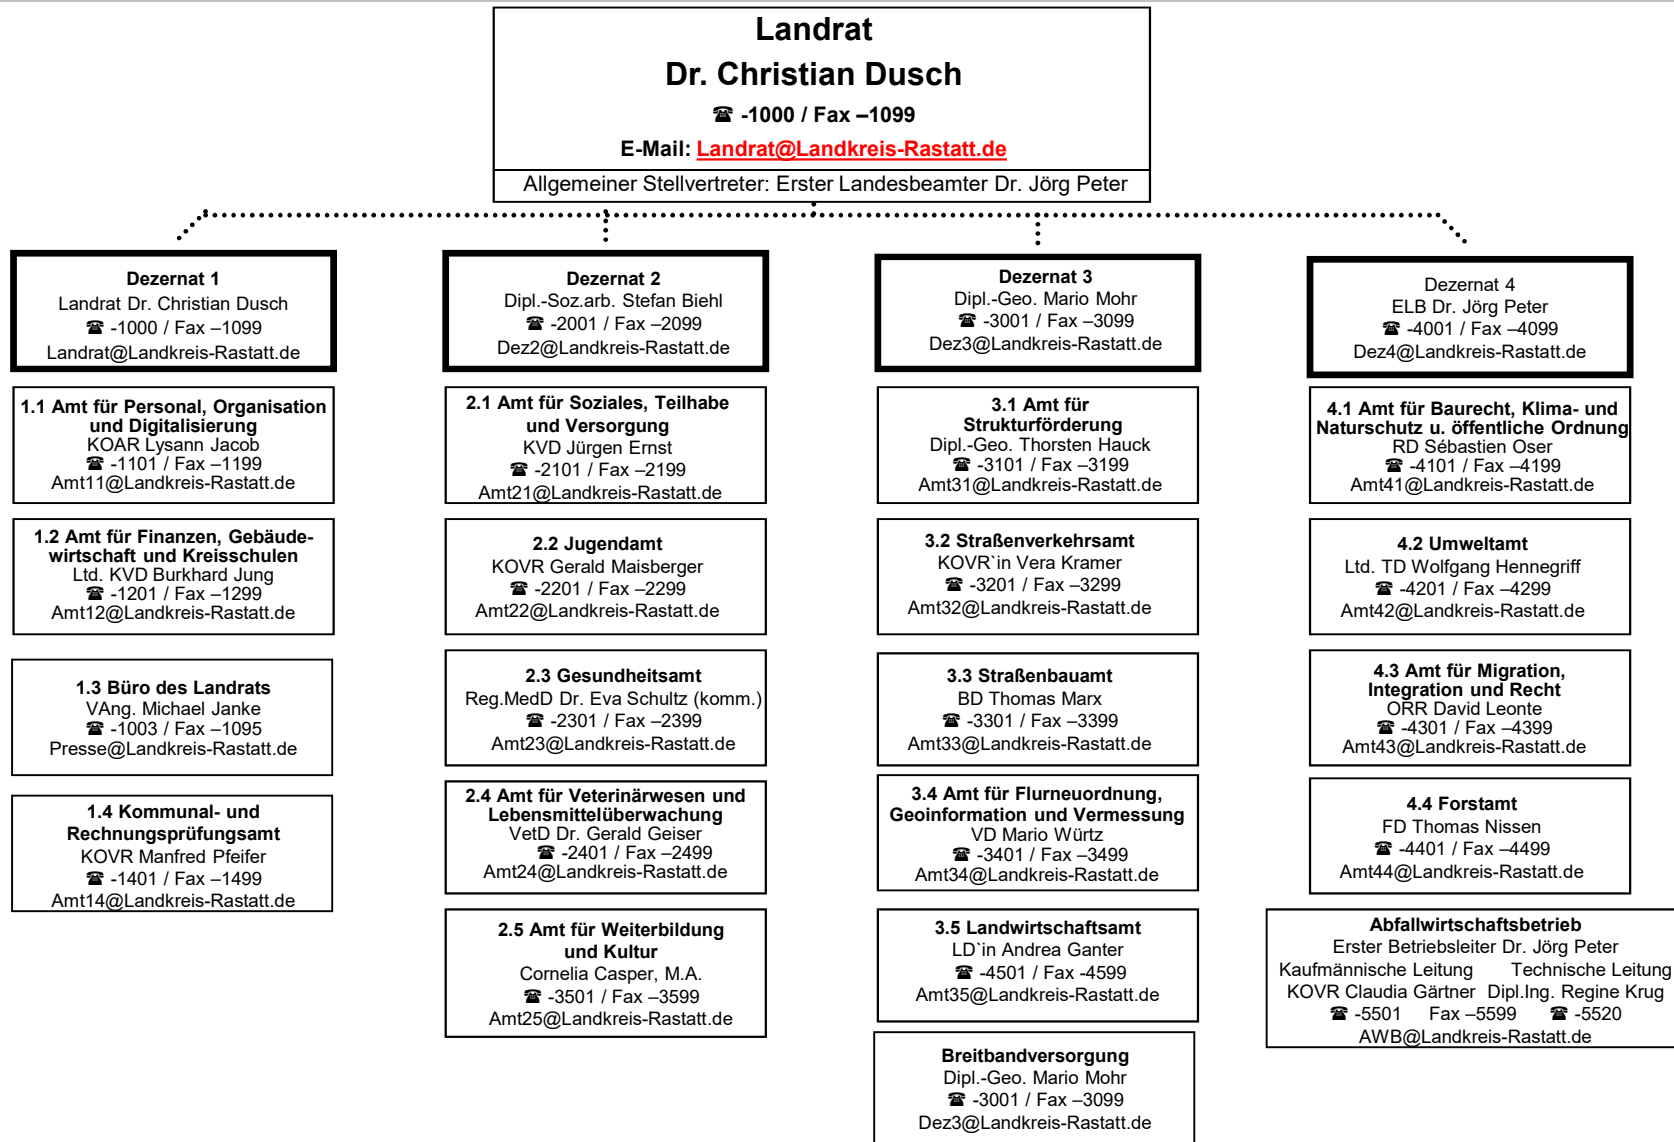 Landrat
Dr. Christian Dusch
☎ -1000 / Fax –1099
E-Mail: Landrat@Landkreis-Rastatt.de
Allgemeiner Stellvertreter: Erster Landesbeamter Dr. Jörg Peter
Dezernat 1
Landrat Dr. Christian Dusch
☎ -1000 / Fax –1099
Landrat@Landkreis-Rastatt.de
1.1 Amt für Personal, Organisation
und Digitalisierung
KOAR Lysann Jacob
☎ -1101 / Fax –1199
Amt11@Landkreis-Rastatt.de
1.2 Amt für Finanzen, Gebäude-
wirtschaft und Kreisschulen
Ltd. KVD Burkhard Jung
☎ -1201 / Fax –1299
Amt12@Landkreis-Rastatt.de
1.3 Büro des Landrats
VAng. Michael Janke
☎ -1003 / Fax –1095
Presse@Landkreis-Rastatt.de
1.4 Kommunal- und
Rechnungsprüfungsamt
KOVR Manfred Pfeifer
☎ -1401 / Fax –1499
Amt14@Landkreis-Rastatt.de
Dezernat 2
Dipl.-Soz.arb. Stefan Biehl
☎ -2001 / Fax –2099
Dez2@Landkreis-Rastatt.de
2.1 Amt für Soziales, Teilhabe
und Versorgung
KVD Jürgen Ernst
☎ -2101 / Fax –2199
Amt21@Landkreis-Rastatt.de
2.2 Jugendamt
KOVR Gerald Maisberger
☎ -2201 / Fax –2299
Amt22@Landkreis-Rastatt.de
2.3 Gesundheitsamt
Reg.MedD Dr. Eva Schultz (komm.)
☎ -2301 / Fax –2399
Amt23@Landkreis-Rastatt.de
2.4 Amt für Veterinärwesen und
Lebensmittelüberwachung
VetD Dr. Gerald Geiser
☎ -2401 / Fax –2499
Amt24@Landkreis-Rastatt.de
2.5 Amt für Weiterbildung
und Kultur
Cornelia Casper, M.A.
☎ -3501 / Fax –3599
Amt25@Landkreis-Rastatt.de
Dezernat 3
Dipl.-Geo. Mario Mohr
☎ -3001 / Fax –3099
Dez3@Landkreis-Rastatt.de
3.1 Amt für
Strukturförderung
Dipl.-Geo. Thorsten Hauck
☎ -3101 / Fax –3199
Amt31@Landkreis-Rastatt.de
3.2 Straßenverkehrsamt
KOVR`in Vera Kramer
☎ -3201 / Fax –3299
Amt32@Landkreis-Rastatt.de
3.3 Straßenbauamt
BD Thomas Marx
☎ -3301 / Fax –3399
Amt33@Landkreis-Rastatt.de
3.4 Amt für Flurneuordnung,
Geoinformation und Vermessung
VD Mario Würtz
☎ -3401 / Fax –3499
Amt34@Landkreis-Rastatt.de
3.5 Landwirtschaftsamt
LD`in Andrea Ganter
☎ -4501 / Fax -4599
Amt35@Landkreis-Rastatt.de
Breitbandversorgung
Dipl.-Geo. Mario Mohr
☎ -3001 / Fax –3099
Dez3@Landkreis-Rastatt.de
Dezernat 4
ELB Dr. Jörg Peter
☎ -4001 / Fax –4099
Dez4@Landkreis-Rastatt.de
4.1 Amt für Baurecht, Klima- und
Naturschutz u. öffentliche Ordnung
RD Sébastien Oser
☎ -4101 / Fax –4199
Amt41@Landkreis-Rastatt.de
4.2 Umweltamt
Ltd. TD Wolfgang Hennegriff
☎ -4201 / Fax –4299
Amt42@Landkreis-Rastatt.de
4.3 Amt für Migration,
Integration und Recht
ORR David Leonte
☎ -4301 / Fax –4399
Amt43@Landkreis-Rastatt.de
4.4 Forstamt
FD Thomas Nissen
☎ -4401 / Fax –4499
Amt44@Landkreis-Rastatt.de
Abfallwirtschaftsbetrieb
Erster Betriebsleiter Dr. Jörg Peter
Kaufmännische Leitung Technische Leitung
KOVR Claudia Gärtner Dipl.Ing. Regine Krug
☎ -5501 Fax –5599 ☎ -5520
AWB@Landkreis-Rastatt.de